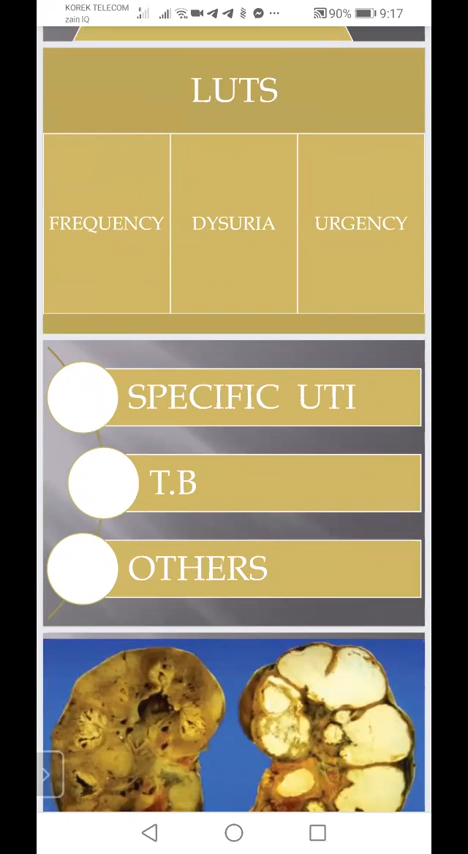 KOREK TELECOM
zain IQ
90% 9:17
LUTS
FREQUENCY DYSURIA URGENCY
SPECIFIC UTI
T.B
OTHERS